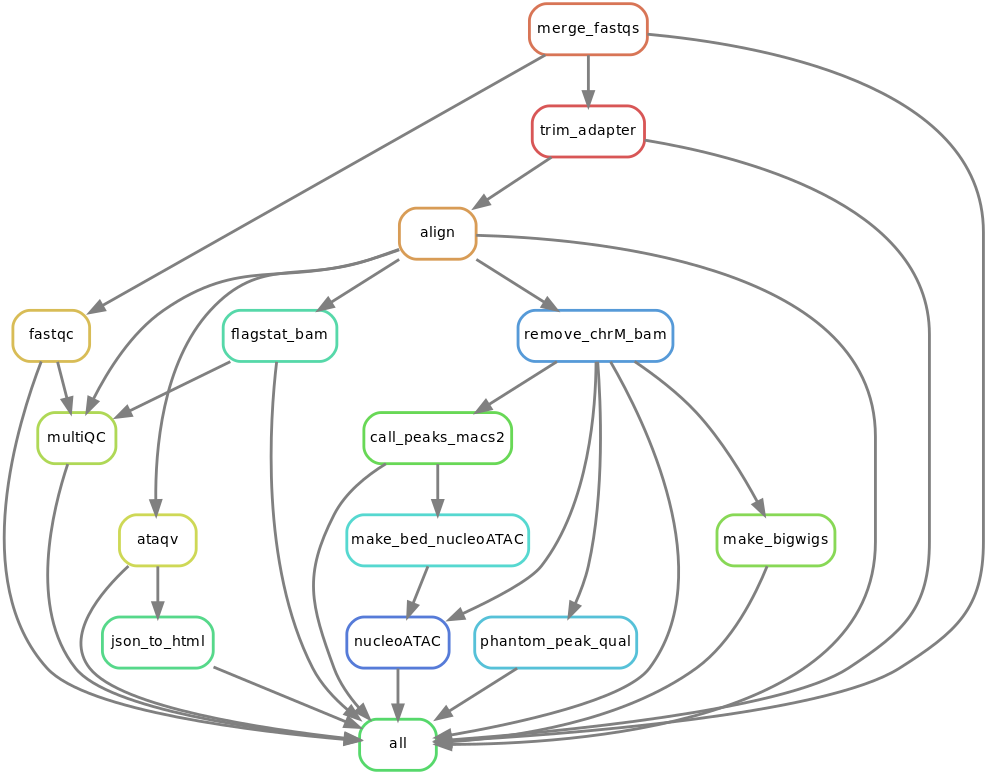 merge_fastqs
trim_adapter
align
fastqc
flagstat_bam
remove_chrM_bam
multiQC
call_peaks_macs2
ataqv
make_bed_nucleoATAC
make_bigwigs
json_to_html
nucleoATAC
phantom_peak_qual
all